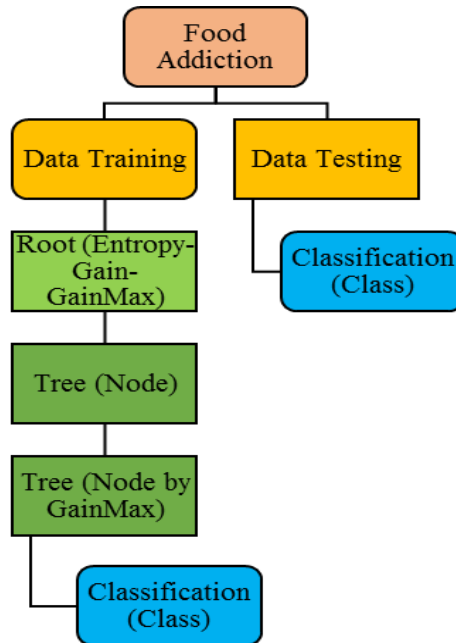 Food
Addiction
Data Training
Data Testing
Root (Entropy-
Gain-
GainMax)
Classification
(Class)
Tree (Node)
Tree (Node by
GainMax)
Classification
(Class)